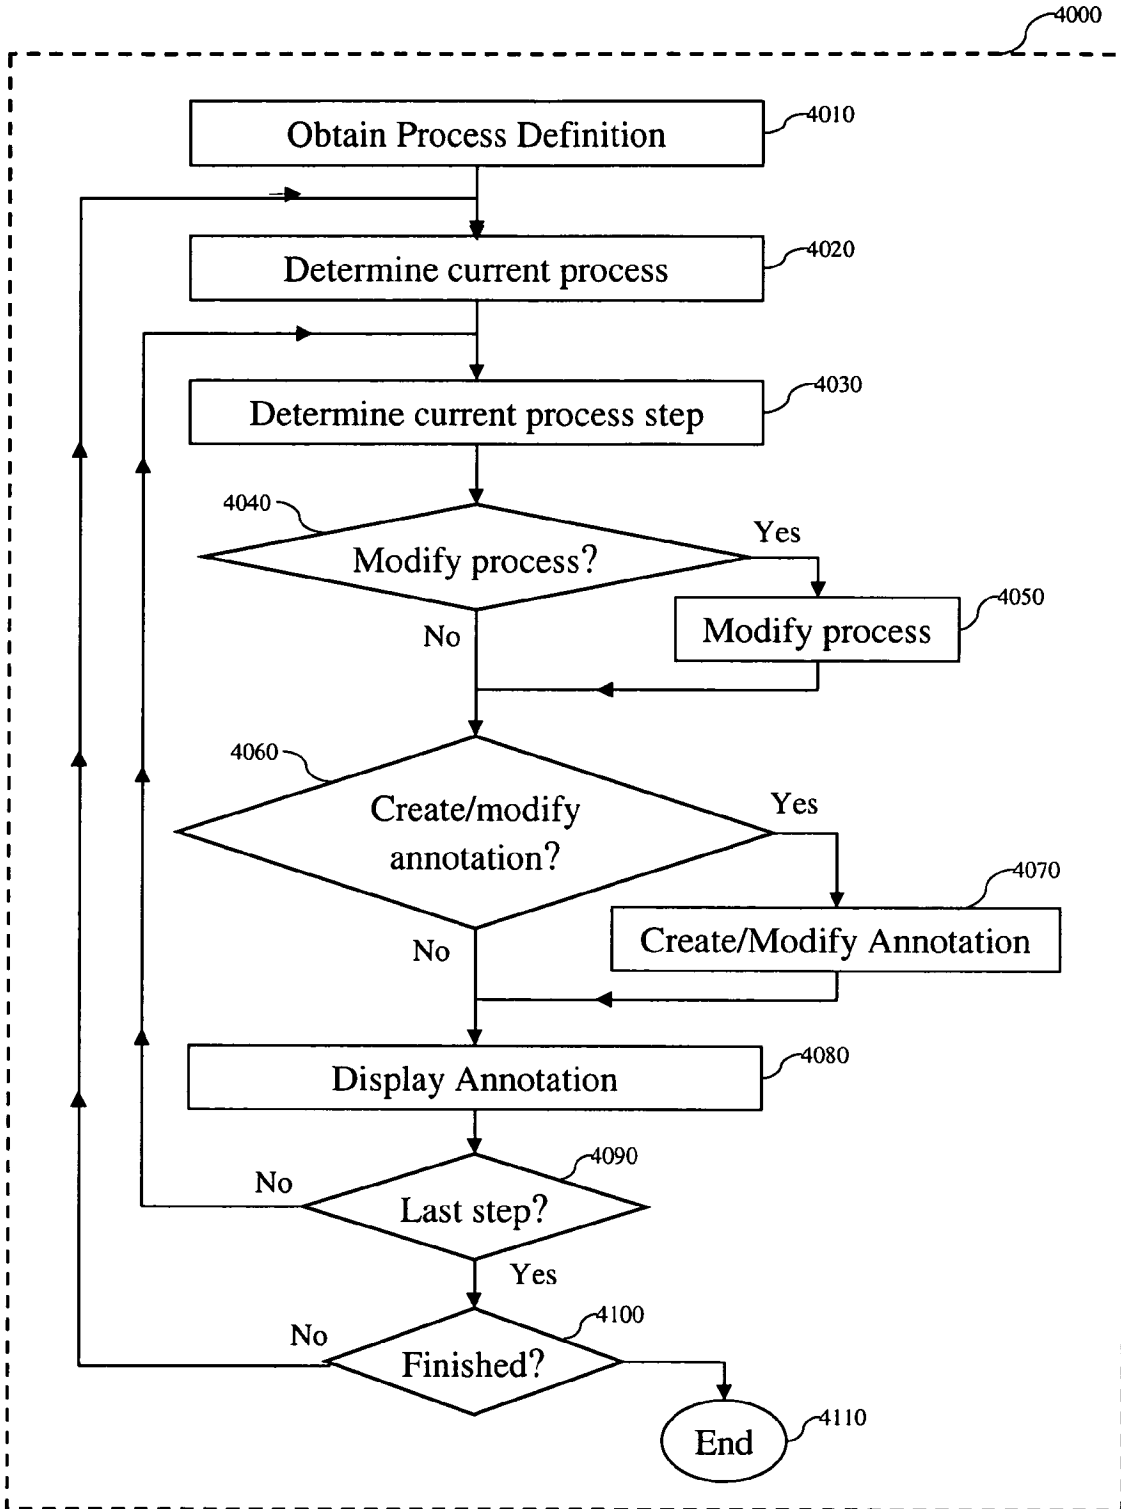 4000
Obtain Process Definition
4010
Determine current process
4020
Determine current process step
4030
4040
Modify process?
Yes
No
Modify process
4050
4060
Create/modify
annotation?
Yes
No
Create/Modify Annotation
4070
Display Annotation
4080
4090
No
Last step?
Yes
4100
No
Finished?
End
4110